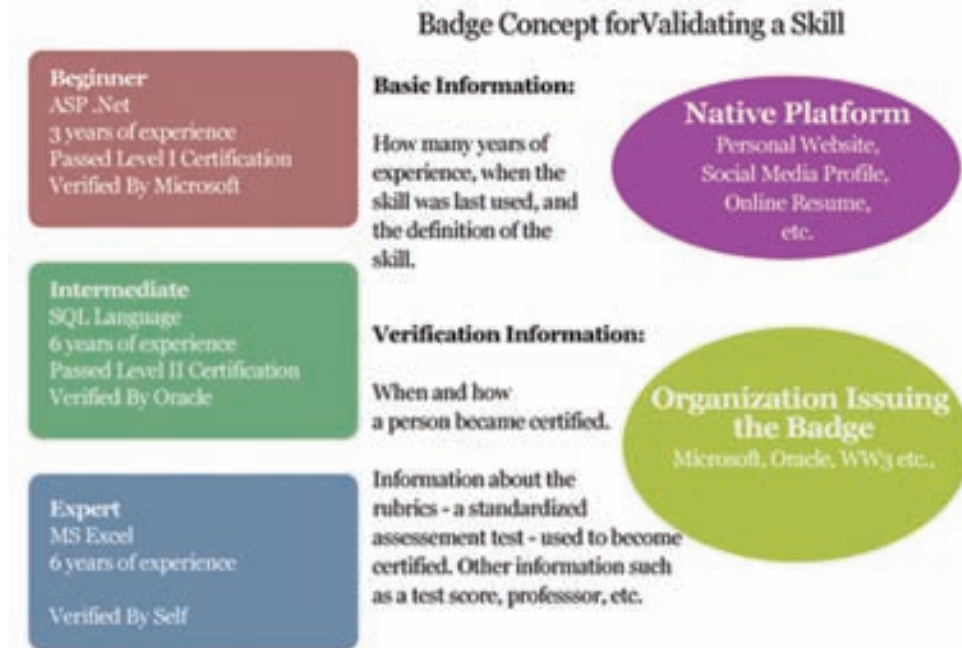 Badge Concept forValidating a Skill
Beginner
ASP .Net
3 years of experience
Passed Level I Certification
Verified By Microsoft
Intermediate
SQL Language
6 years of experience
Passed Level II Certification
Verified By Oracle
Expert
MS Excel
6 years of experience
Verified By Self
Basic Information:
How many years of
experience, when the
skill was last used, and
the definition of the
skill.
Verification Information:
When and how
a person became certified.
Information about the
rubrics - a standardized
assessement test - used to become
certified. Other information such
as a test score, professsor, etc.
Native Platform
Personal Website,
Social Media Profile,
Online Resume,
etc.
Organization Issuing
the Badge
Microsoft, Oracle, WW3 etc.,